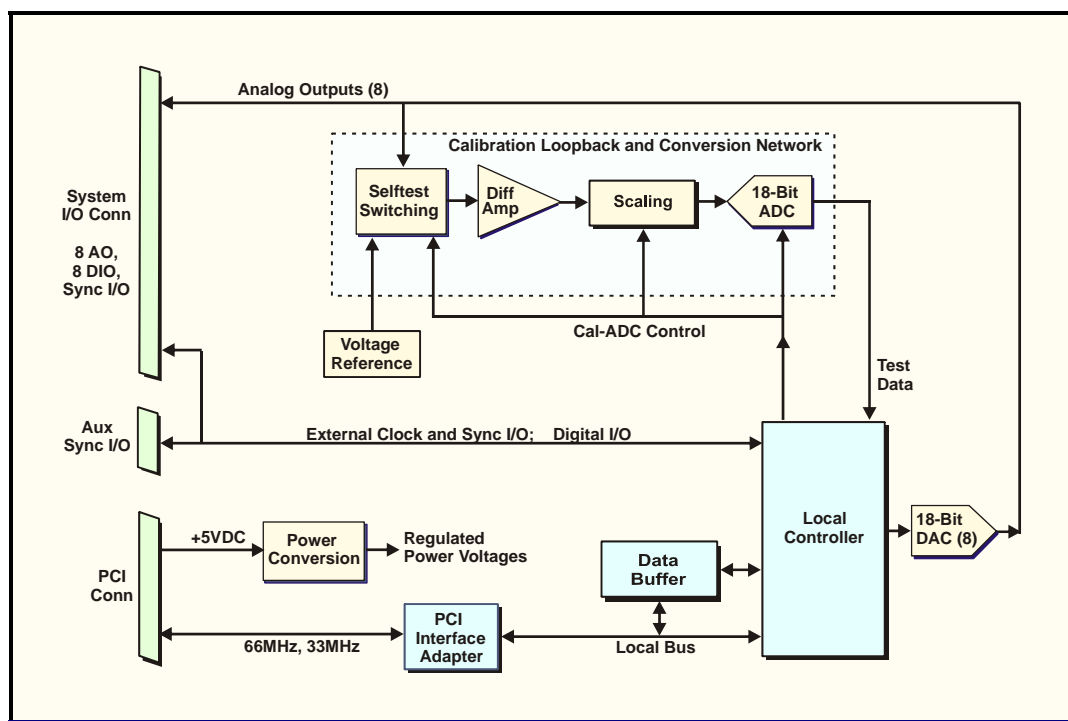 Analog Outputs (8)
Calibration Loopback and Conversion Network
System
I/O Conn
8 AO,
8 DIO,
Sync I/O
Selftest
Switching
Diff
Amp
Scaling
18-Bit
ADC
Voltage
Reference
Cal-ADC Control
Test
Data
Aux
Sync I/O
External Clock and Sync I/O; Digital I/O
Local
Controller
18-Bit
DAC (8)
PCI
Conn
+5VDC
Power
Conversion
Regulated
Power Voltages
Data
Buffer
66MHz, 33MHz
PCI
Interface
Adapter
Local Bus